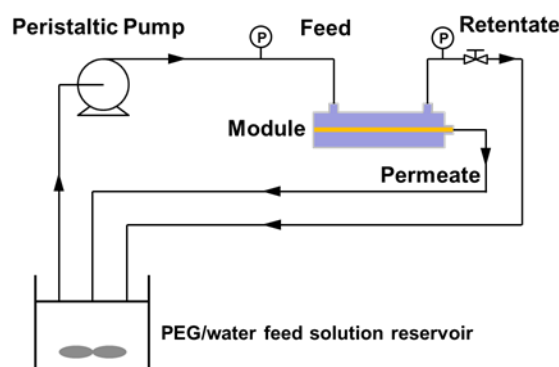 Peristaltic Pump
P
Feed
P
Retentate
Module
Permeate
PEG/water feed solution reservoir